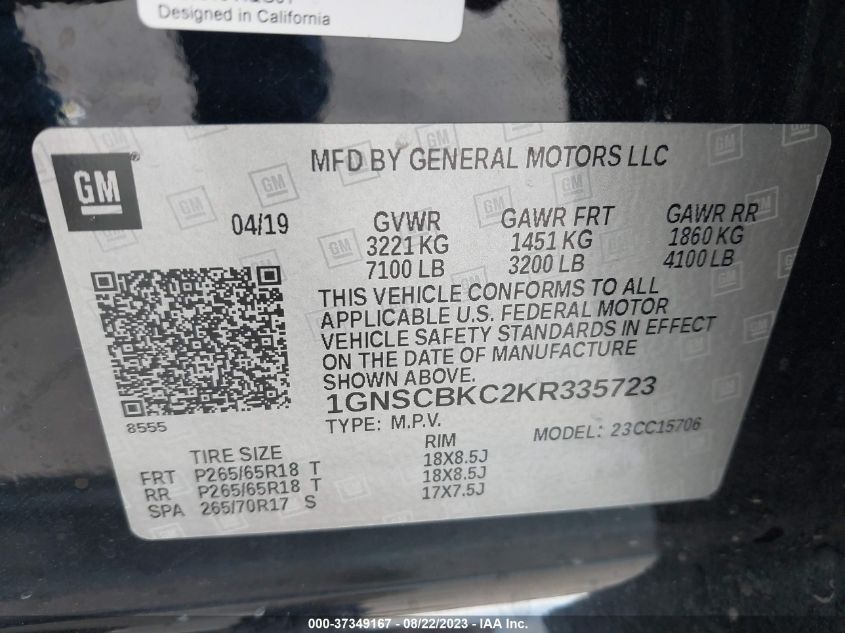 Designed in California
GM
MFD BY GENERAL MOTORS LLC
04/19
GVWR
3221 KG
7100 LB
GAWR FRT
1451 KG
3200 LB
GAWR RR
1860 KG
4100 LB
THIS VEHICLE CONFORMS TO ALL
APPLICABLE U.S. FEDERAL MOTOR
VEHICLE SAFETY STANDARDS IN EFFECT
ON THE DATE OF MANUFACTURE
SHOWN ABOVE.
1GNSCBKC2KR335723
8555
TYPE: M.P.V.
MODEL: 23CC15706
TIRE SIZE
RIM
FRT P265/65R18 T 18X8.5J
RR P265/65R18 T 18X8.5J
SPA 265/70R17 S 17X7.5J
000-37349167 - 08/22/2023 - IAA Inc.